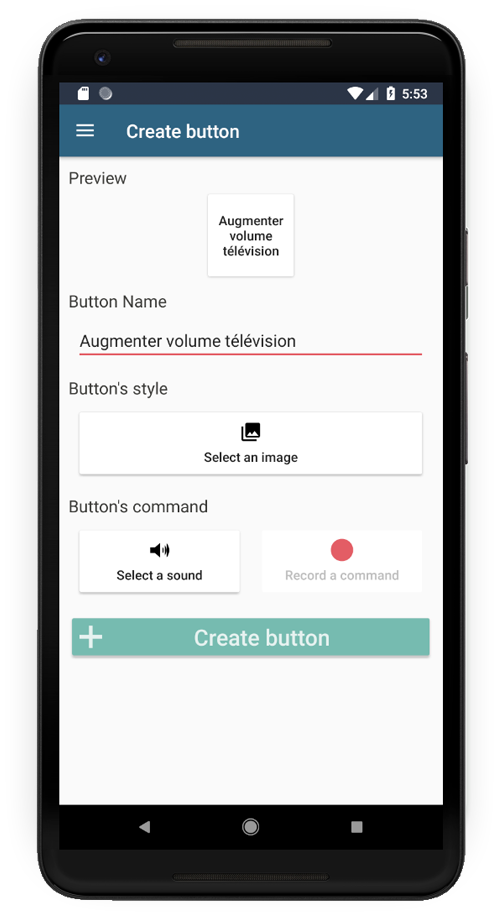 5:53
Create button
Preview
Augmenter
volume
télévision
Button Name
Augmenter volume télévision
Button's style
Select an image
Button's command
Select a sound
Record a command
Create button